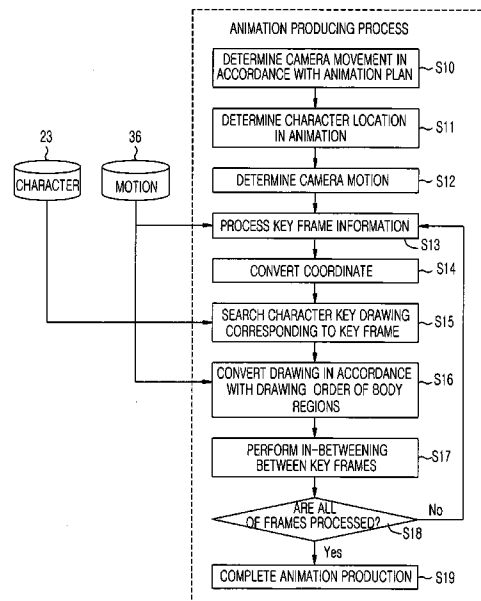 ANIMATION PRODUCING PROCESS
DETERMINE CAMERA MOVEMENT IN
ACCORDANCE WITH ANIMATION PLAN
S10
DETERMINE CHARACTER LOCATION
IN ANIMATION
S11
23
36
CHARACTER
MOTION
DETERMINE CAMERA MOTION
S12
PROCESS KEY FRAME INFORMATION
S13
CONVERT COORDINATE
S14
SEARCH CHARACTER KEY DRAWING
CORRESPONDING TO KEY FRAME
S15
CONVERT DRAWING IN ACCORDANCE
WITH DRAWING ORDER OF BODY
REGIONS
S16
PERFORM IN-BETWEENING
BETWEEN KEY FRAMES
S17
ARE ALL
OF FRAMES PROCESSED?
No
S18
Yes
COMPLETE ANIMATION PRODUCTION
S19